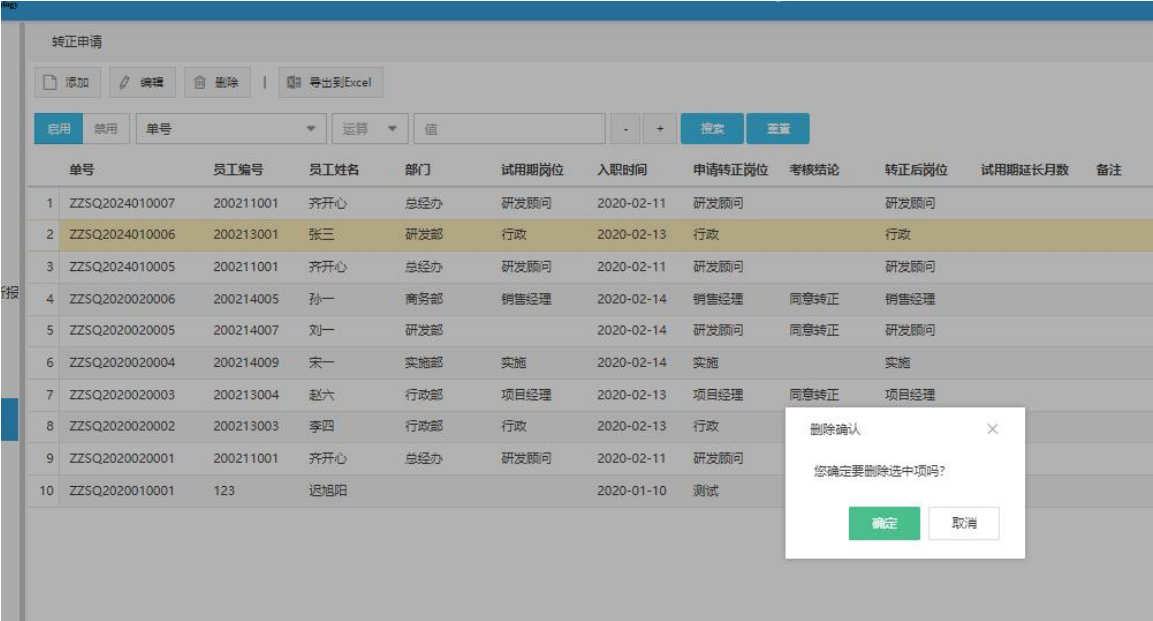 转正申请
添加 编辑 删除 | 导出到Excel
启用 禁用 单号 运算 值 - + 搜索 重置
单号 员工编号 员工姓名 部门 试用期岗位 入职时间 申请转正岗位 考核结论 转正后岗位 试用期延长月数 备注
1 ZZSQ2024010007 200211001 齐开心 总经办 研发顾问 2020-02-11 研发顾问 研发顾问
2 ZZSQ2024010006 200213001 张三 研发部 行政 2020-02-13 行政 行政
3 ZZSQ2024010005 200211001 齐开心 总经办 研发顾问 2020-02-11 研发顾问 研发顾问
4 ZZSQ2020020006 200214005 孙一 商务部 销售经理 2020-02-14 销售经理 同意转正 销售经理
5 ZZSQ2020020005 200214007 刘一 研发部 2020-02-14 研发顾问 同意转正 研发顾问
6 ZZSQ2020020004 200214009 宋一 实施部 实施 2020-02-14 实施 实施
7 ZZSQ2020020003 200213004 赵六 行政部 项目经理 2020-02-13 项目经理 同意转正 项目经理
8 ZZSQ2020020002 200213003 李四 行政部 行政 2020-02-13 行政
9 ZZSQ2020020001 200211001 齐开心 总经办 研发顾问 2020-02-11 研发顾问
10 ZZSQ2020010001 123 迟旭阳 2020-01-10 测试
删除确认
您确定要删除选中项吗?
确定 取消